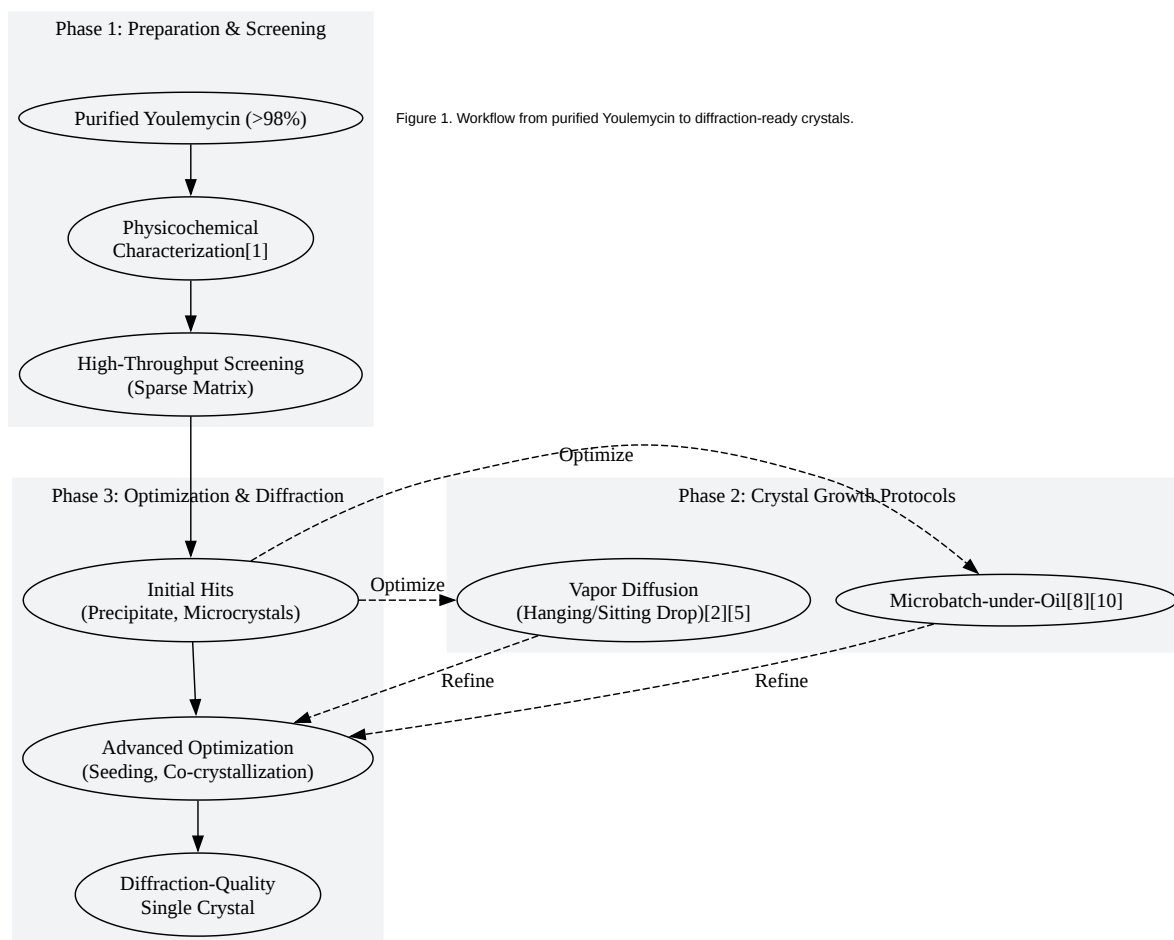 Phase 1: Preparation & Screening
Purified Youlemycin (>98%)
Figure 1. Workflow from purified Youlemycin to diffraction-ready crystals.
Physicochemical
Characterization[1]
High-Throughput Screening
(Sparse Matrix)
Optimize
Phase 3: Optimization & Diffraction
Phase 2: Crystal Growth Protocols
Initial Hits
(Precipitate, Microcrystals)
Optimize
Vapor Diffusion
(Hanging/Sitting Drop)[2][5]
Microbatch-under-Oil[8][10]
Refine
Refine
Advanced Optimization
(Seeding, Co-crystallization)
Diffraction-Quality
Single Crystal